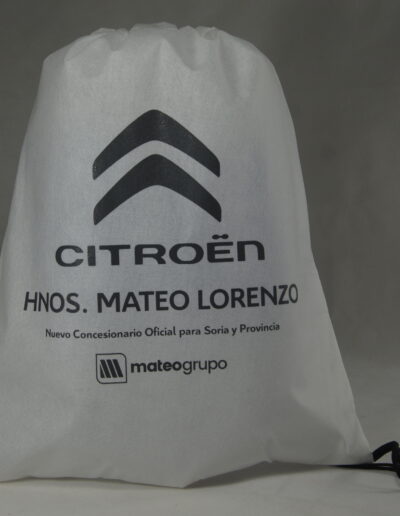 CITROËN
HNOS. MATEO LORENZO
Nuevo Concesionario Oficial para Soria y Provincia
mateogrupo